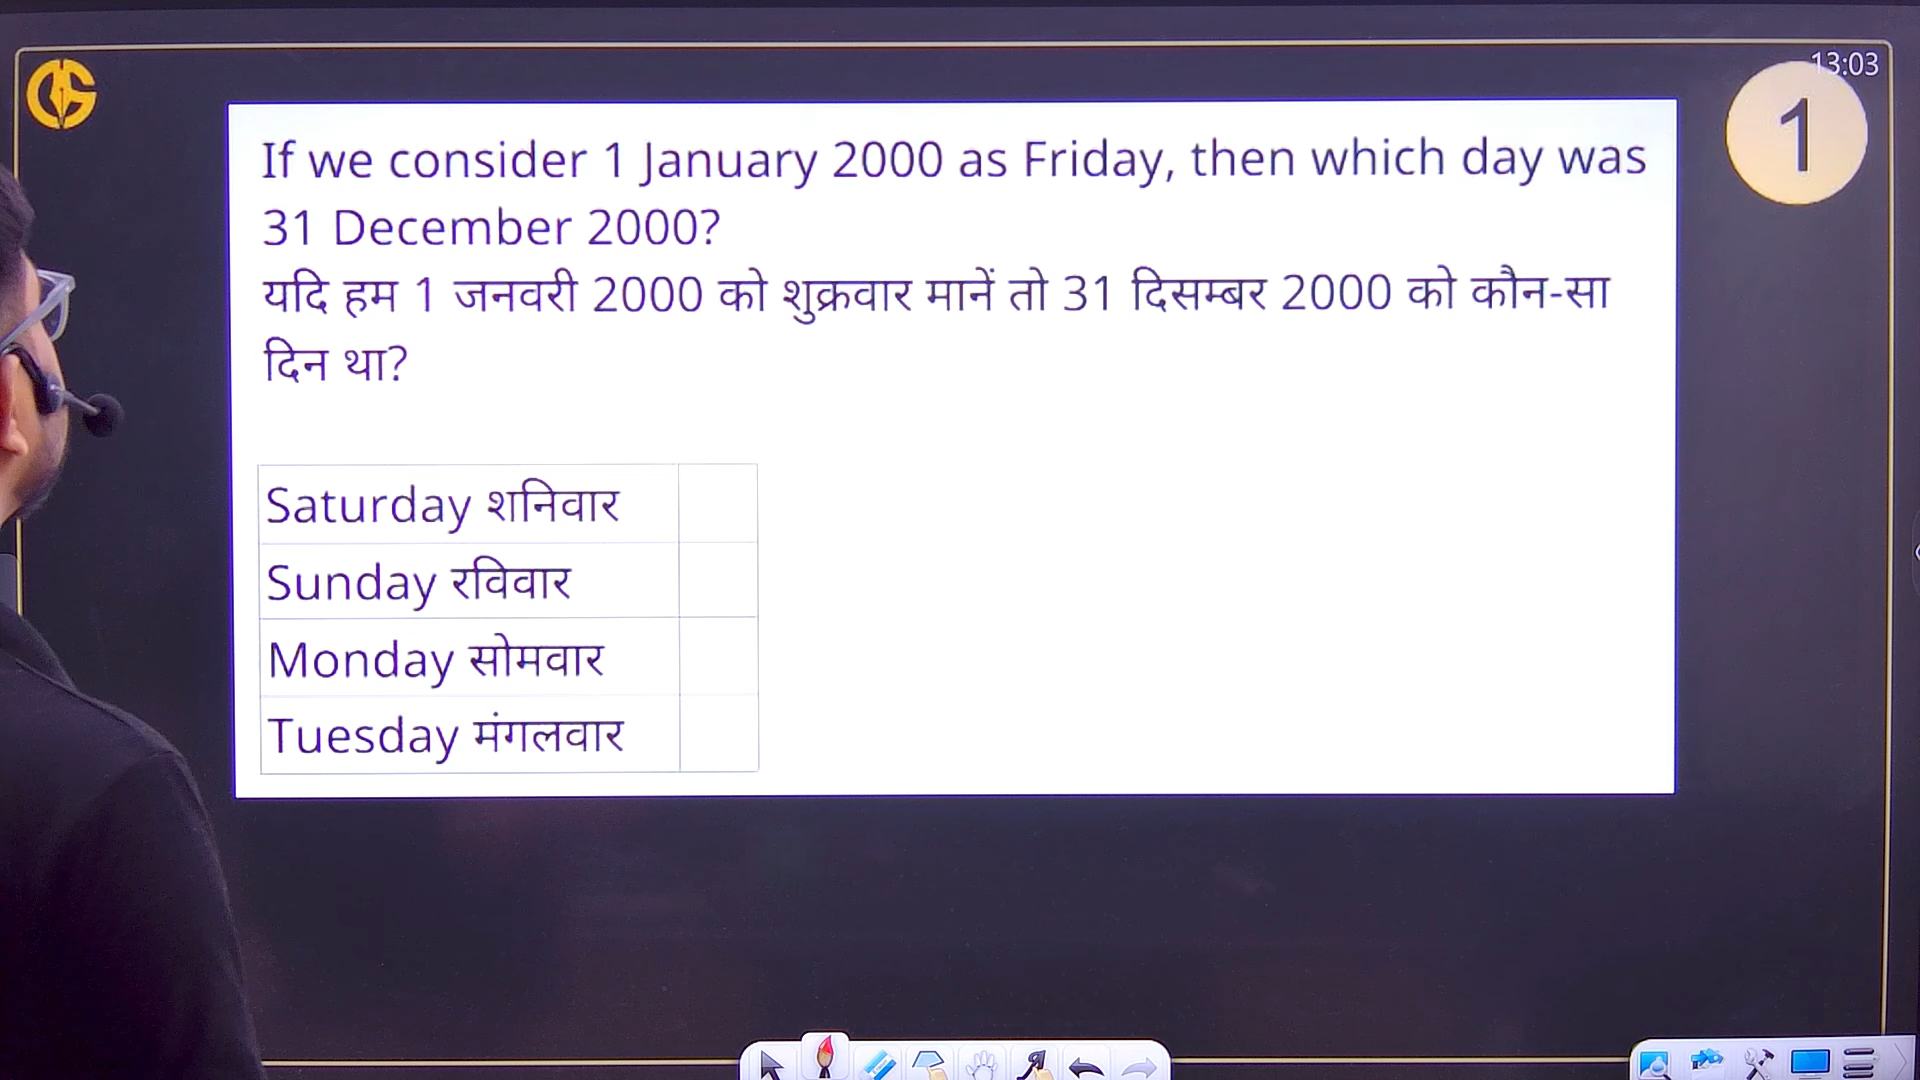 13:03
1
If we consider 1 January 2000 as Friday, then which day was
31 December 2000?
यदि हम 1 जनवरी 2000 को शुक्रवार मानें तो 31 दिसम्बर 2000 को कौन-सा
दिन था?
Saturday शनिवार
Sunday रविवार
Monday सोमवार
Tuesday मंगलवार